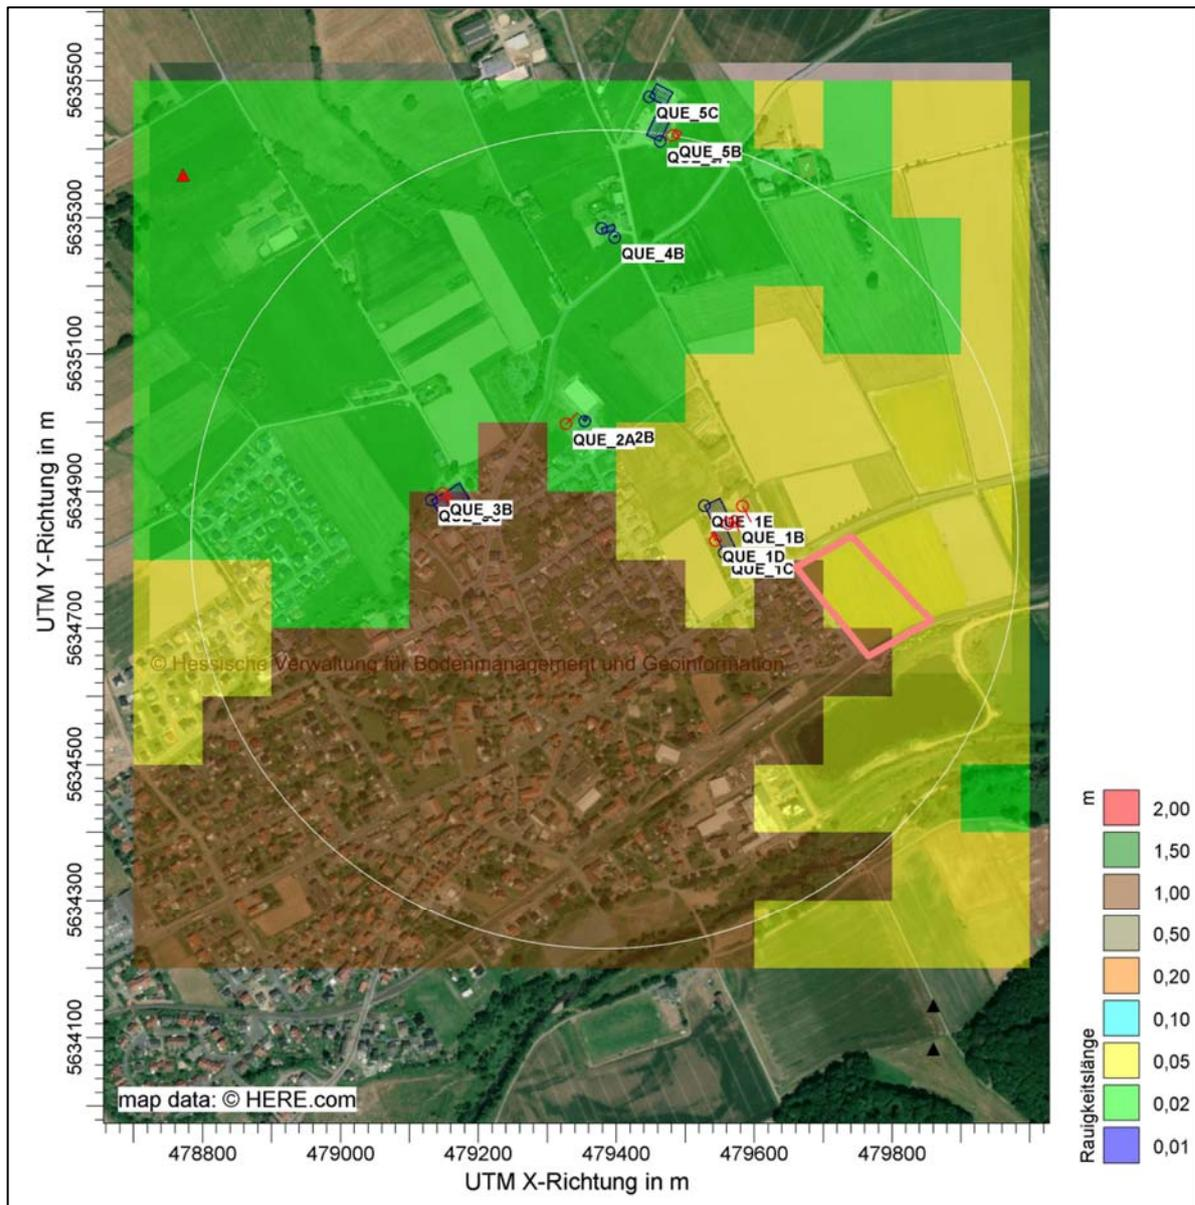 5635500
5635300
5635100
5634900
5634700
5634500
5634300
5634100
UTM Y-Richtung in m
QUE_5C
QUE_5B
QUE_4B
QUE_2A
2B
QUE_3B
QUE_1E
QUE_1B
QUE_1D
QUE_1C
© Hessische Verwaltung für Bodenmanagement und Geoinformation
map data: © HERE.com
478800
479000
479200
479400
479600
479800
UTM X-Richtung in m
m
Rauigkeitslänge
2,00
1,50
1,00
0,50
0,20
0,10
0,05
0,02
0,01